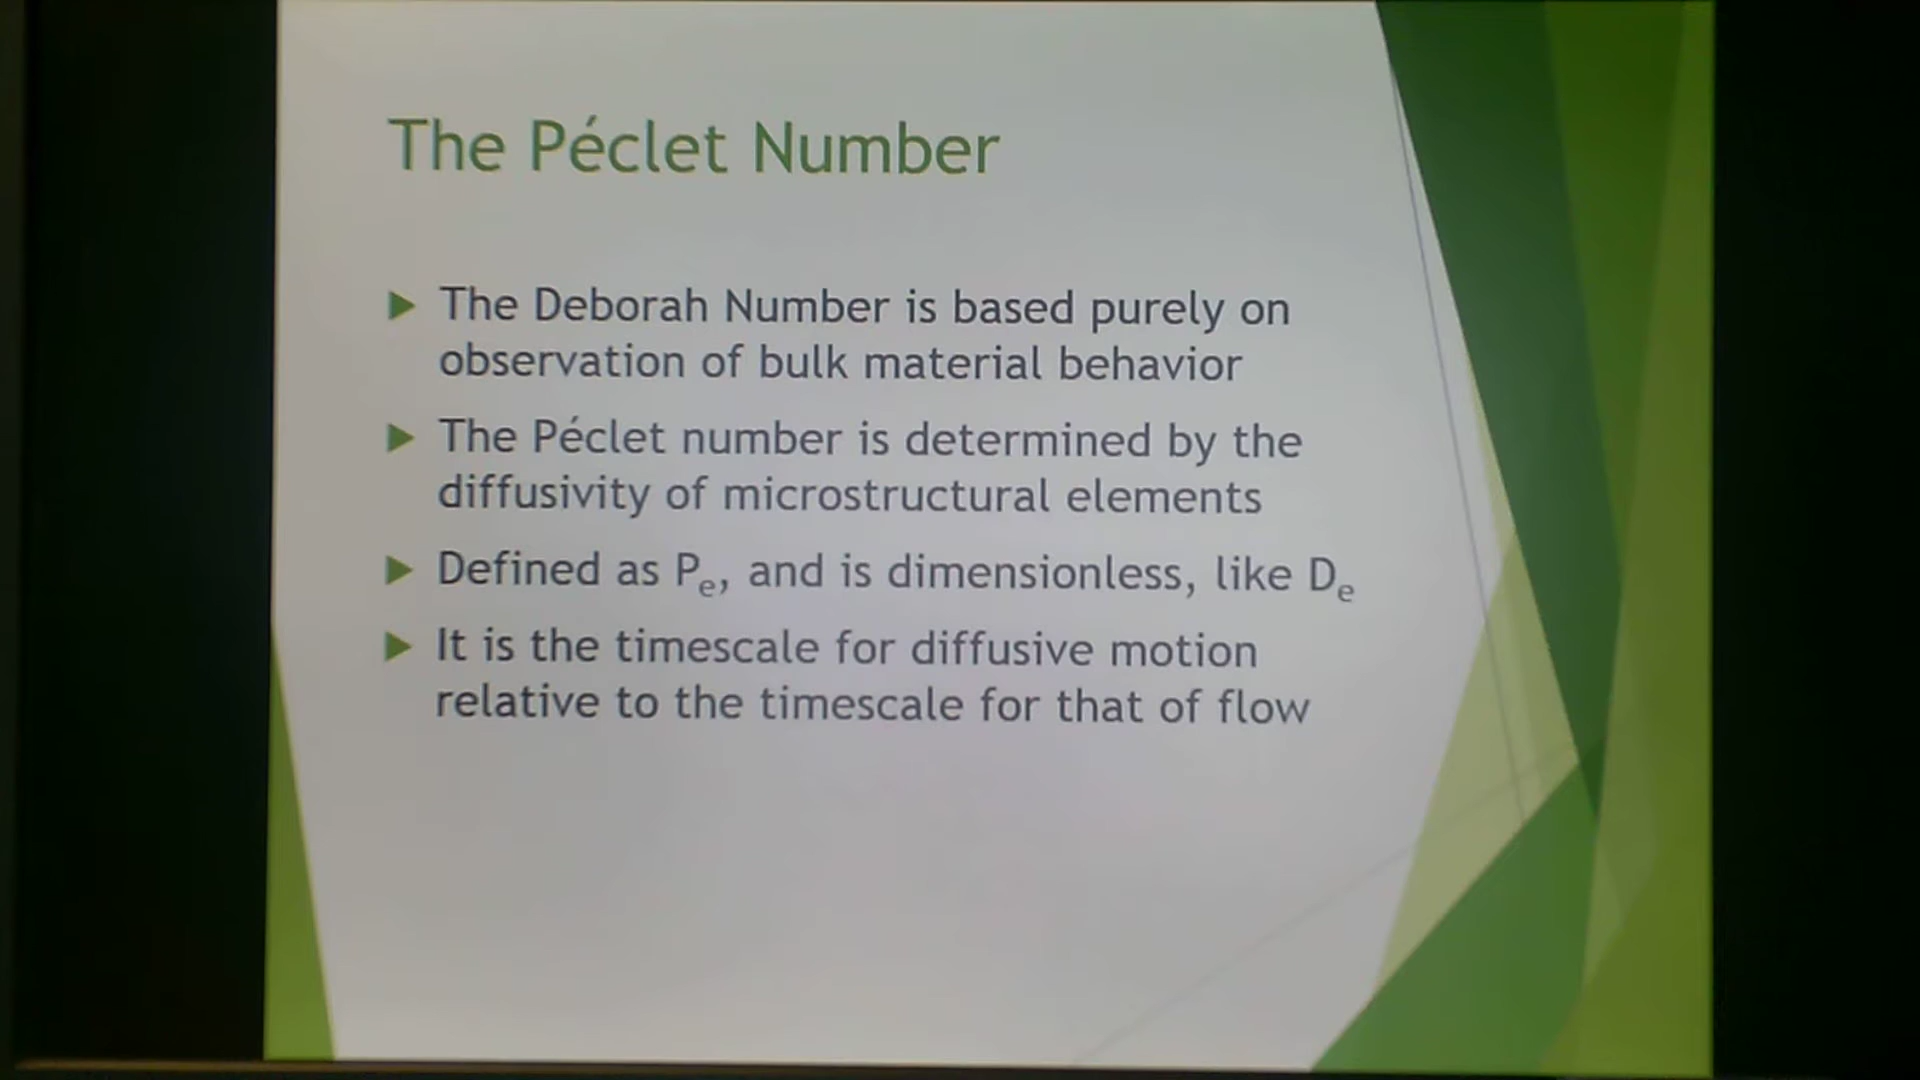 The Péclet Number
The Deborah Number is based purely on
observation of bulk material behavior
The Péclet number is determined by the
diffusivity of microstructural elements
Defined as Pe, and is dimensionless, like De
It is the timescale for diffusive motion
relative to the timescale for that of flow